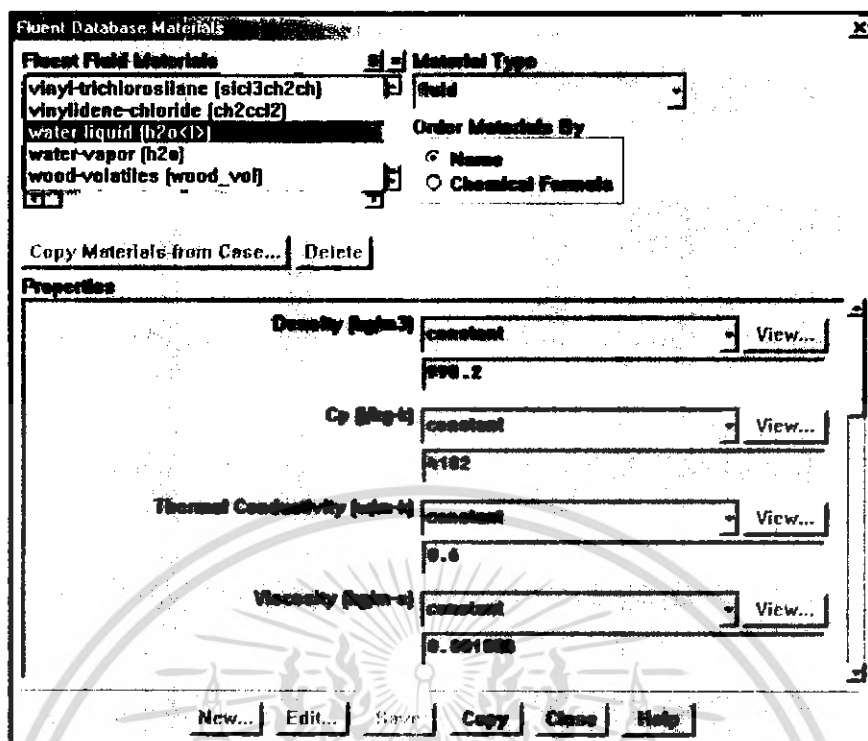 Fluent Database Materials
Fluent Fluid Materials
Material Type
vinyl-trichlorosilane (sicl3ch2ch)
fluid
vinylidene-chloride (ch2ccl2)
water-liquid (h2o<l>)
Order Materials By
water-vapor (h2o)
Name
wood-volatiles (wood_vol)
Chemical Formula
Copy Materials from Case... Delete
Properties
Density (kg/m3) constant View...
998.2
Cp (j/kg-k) constant View...
4182
Thermal Conductivity (w/m-k) constant View...
0.6
Viscosity (kg/m-s) constant View...
New... Edit... Save Copy Close Help